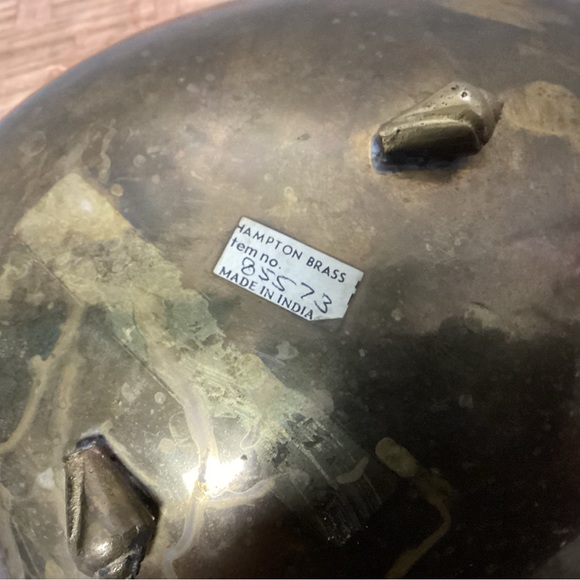 HAMPTON BRASS
tem no.
85573
MADE IN INDIA